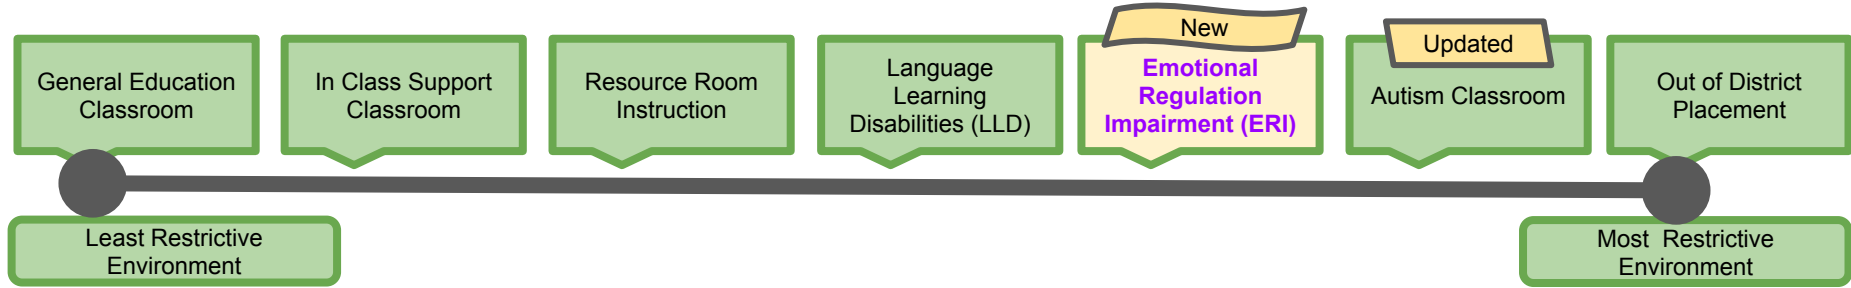 General Education
Classroom
In Class Support
Classroom
Resource Room
Instruction
Language
Learning
Disabilities (LLD)
New
Emotional
Regulation
Impairment (ERI)
Updated
Autism Classroom
Out of District
Placement
Least Restrictive
Environment
Most  Restrictive
Environment